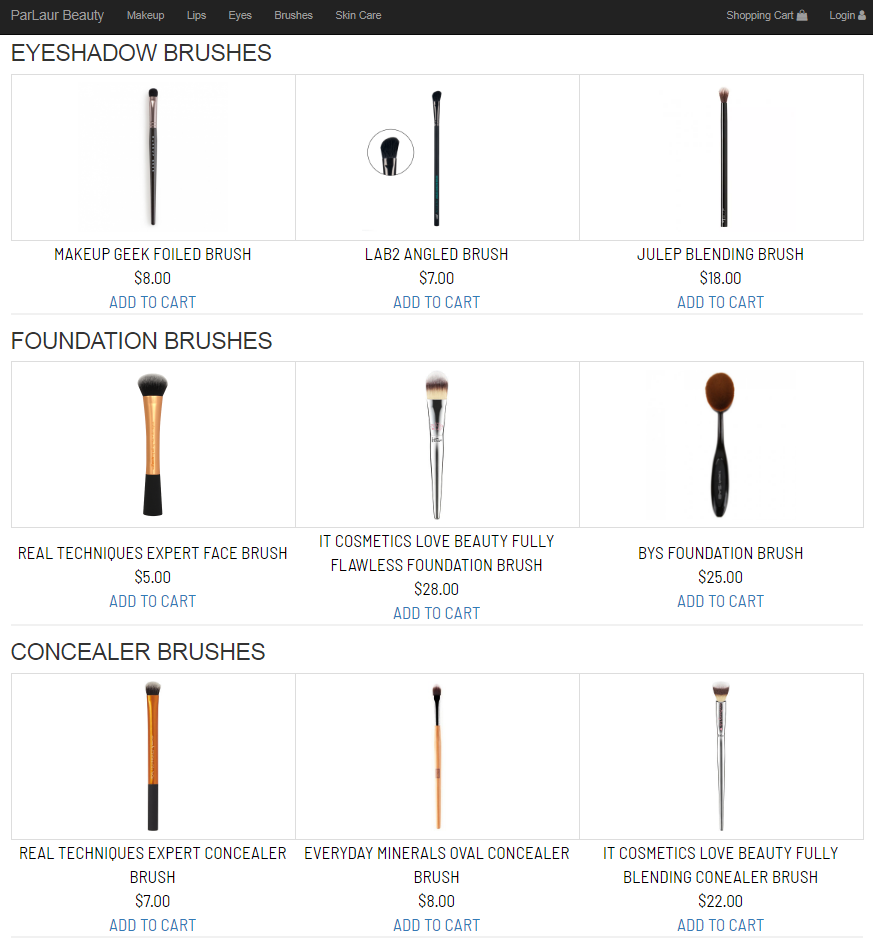 ParLaur Beauty Makeup Lips Eyes Brushes Skin Care Shopping Cart Login
EYESHADOW BRUSHES
MAKEUP GEEK FOILED BRUSH
$8.00
ADD TO CART
LAB2 ANGLED BRUSH
$7.00
ADD TO CART
JULEP BLENDING BRUSH
$18.00
ADD TO CART
FOUNDATION BRUSHES
REAL TECHNIQUES EXPERT FACE BRUSH
$5.00
ADD TO CART
IT COSMETICS LOVE BEAUTY FULLY
FLAWLESS FOUNDATION BRUSH
$28.00
ADD TO CART
BYS FOUNDATION BRUSH
$25.00
ADD TO CART
CONCEALER BRUSHES
REAL TECHNIQUES EXPERT CONCEALER
BRUSH
$7.00
ADD TO CART
EVERYDAY MINERALS OVAL CONCEALER
BRUSH
$8.00
ADD TO CART
IT COSMETICS LOVE BEAUTY FULLY
BLENDING CONEALER BRUSH
$22.00
ADD TO CART